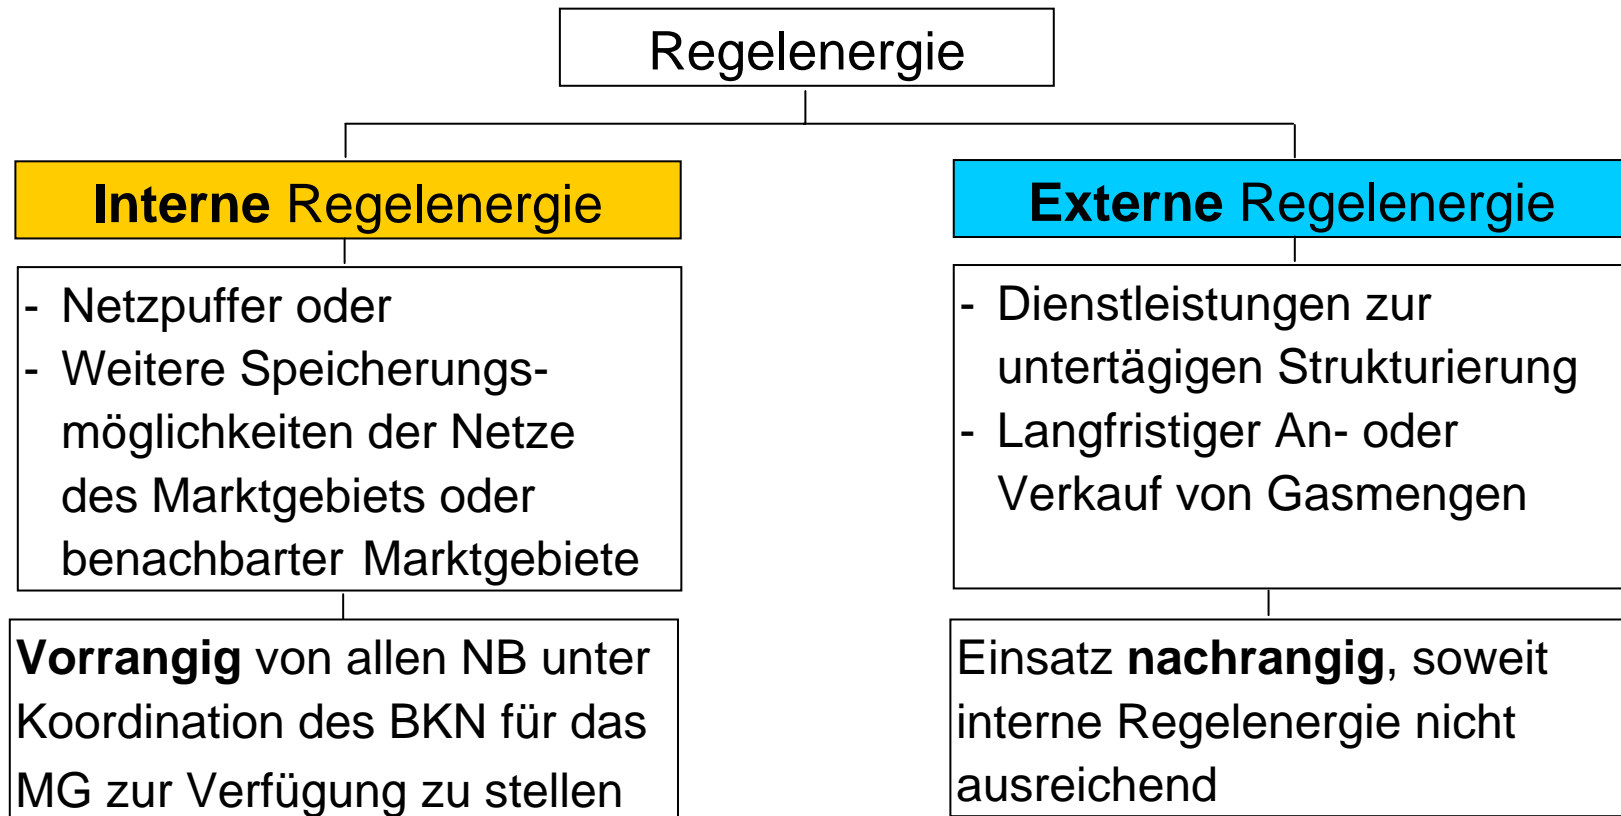 Regelenergie
Interne Regelenergie
- Netzpuffer oder
- Weitere Speicherungs-
möglichkeiten der Netze
des Marktgebiets oder
benachbarter Marktgebiete
Vorrangig von allen NB unter
Koordination des BKN für das
MG zur Verfügung zu stellen
Externe Regelenergie
- Dienstleistungen zur
untertägigen Strukturierung
- Langfristiger An- oder
Verkauf von Gasmengen
Einsatz nachrangig, soweit
interne Regelenergie nicht
ausreichend